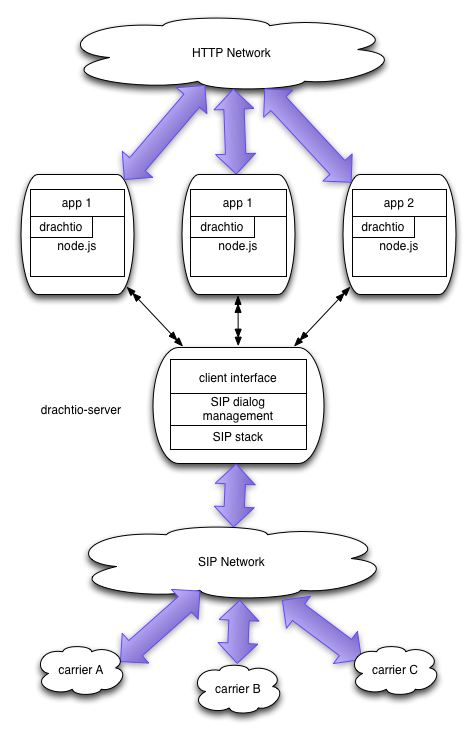 HTTP Network
app 1
drachtio
node.js
app 1
drachtio
node.js
app 2
drachtio
node.js
client interface
SIP dialog
management
SIP stack
drachtio-server
SIP Network
carrier A
carrier B
carrier C